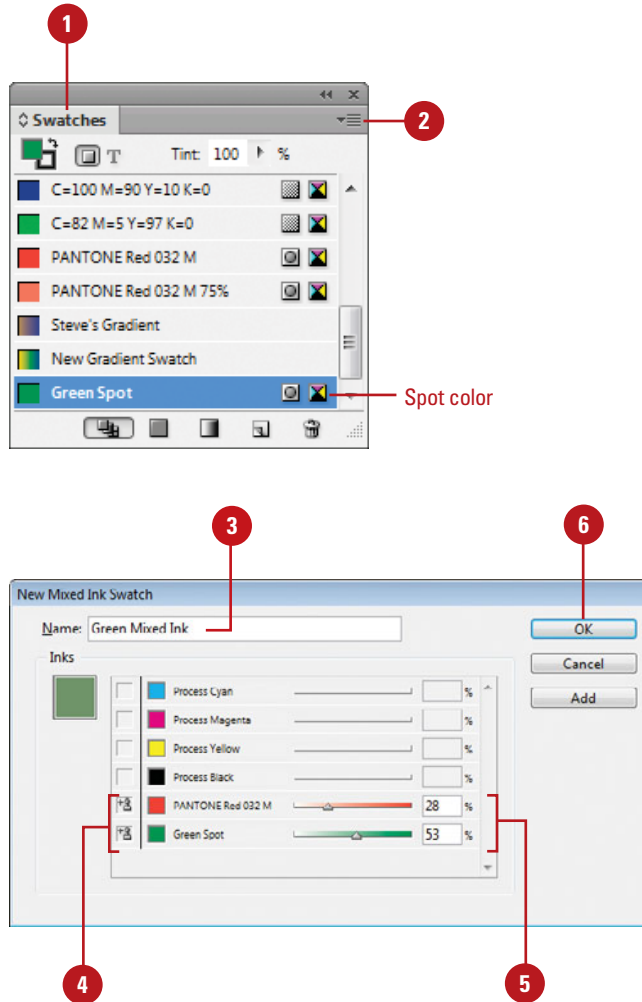 1
Swatches
2
Tint: 100 %
C=100 M=90 Y=10 K=0
C=82 M=5 Y=97 K=0
PANTONE Red 032 M
PANTONE Red 032 M 75%
Steve's Gradient
New Gradient Swatch
Green Spot
Spot color
3
6
New Mixed Ink Swatch
Name: Green Mixed Ink
OK
Inks
Cancel
Process Cyan %
Add
Process Magenta %
Process Yellow %
Process Black %
PANTONE Red 032 M 28 %
Green Spot 53 %
4
5